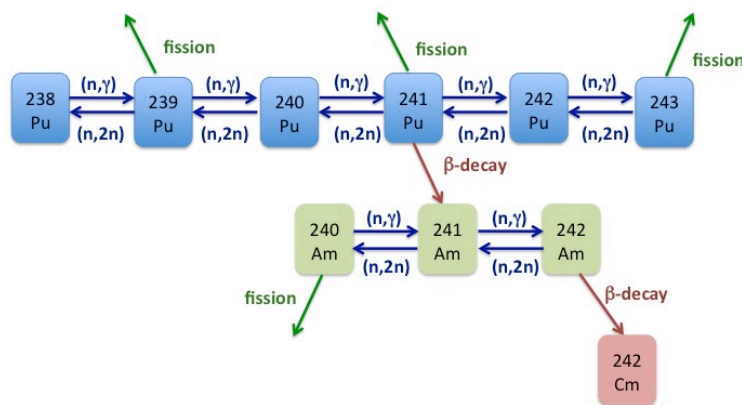 fission
fission
fission
(n,γ)
(n,γ)
(n,γ)
(n,γ)
(n,γ)
238
Pu
239
Pu
240
Pu
241
Pu
242
Pu
243
Pu
(n,2n)
(n,2n)
(n,2n)
(n,2n)
(n,2n)
β-decay
(n,γ)
(n,γ)
240
Am
241
Am
242
Am
(n,2n)
(n,2n)
fission
β-decay
242
Cm